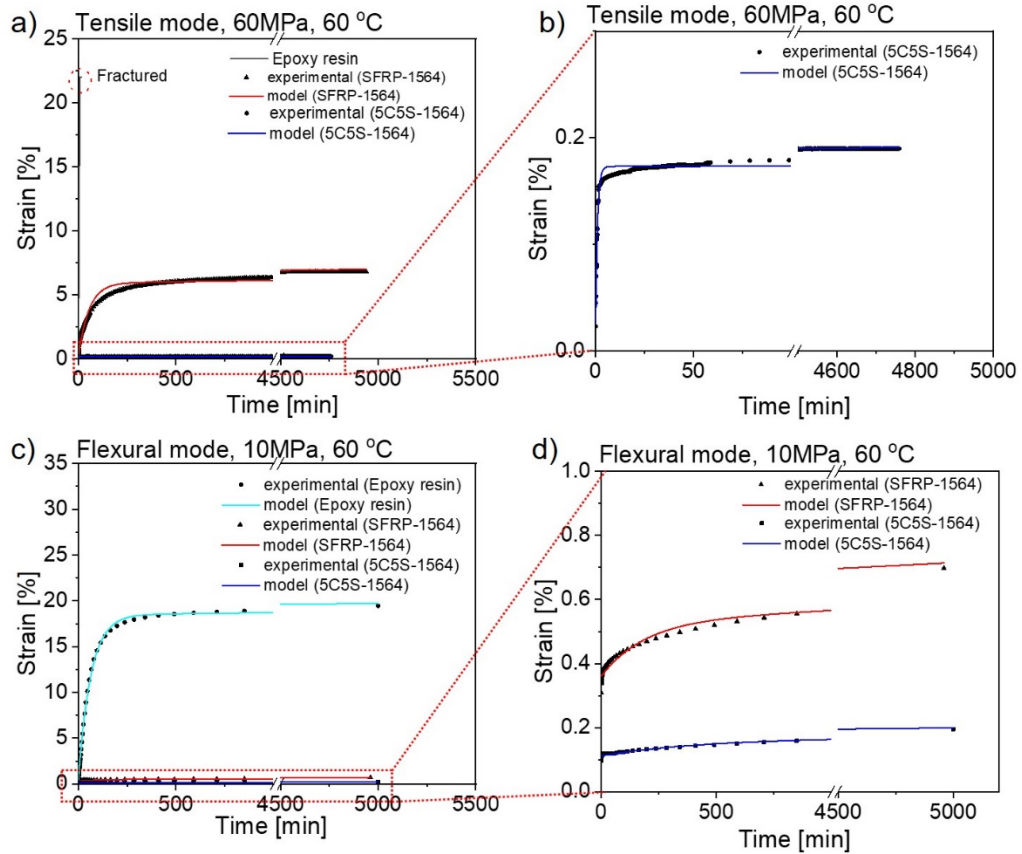 a) Tensile mode, 60MPa, 60 °C
25
20
15
10
5
0
Strain [%]
Fractured
Epoxy resin
experimental (SFRP-1564)
model (SFRP-1564)
experimental (5C5S-1564)
model (5C5S-1564)
0 500 4500 5000 5500
Time [min]
b) Tensile mode, 60MPa, 60 °C
0.2
0.0
Strain [%]
experimental (5C5S-1564)
model (5C5S-1564)
0 50 4600 4800 5000
Time [min]
c) Flexural mode, 10MPa, 60 °C
35
30
25
20
15
10
5
0
Strain [%]
experimental (Epoxy resin)
model (Epoxy resin)
experimental (SFRP-1564)
model (SFRP-1564)
experimental (5C5S-1564)
model (5C5S-1564)
0 500 4500 5000 5500
Time [min]
d) Flexural mode, 10MPa, 60 °C
1.0
0.8
0.6
0.4
0.2
0.0
Strain [%]
experimental (SFRP-1564)
model (SFRP-1564)
experimental (5C5S-1564)
model (5C5S-1564)
0 500 4500 5000
Time [min]